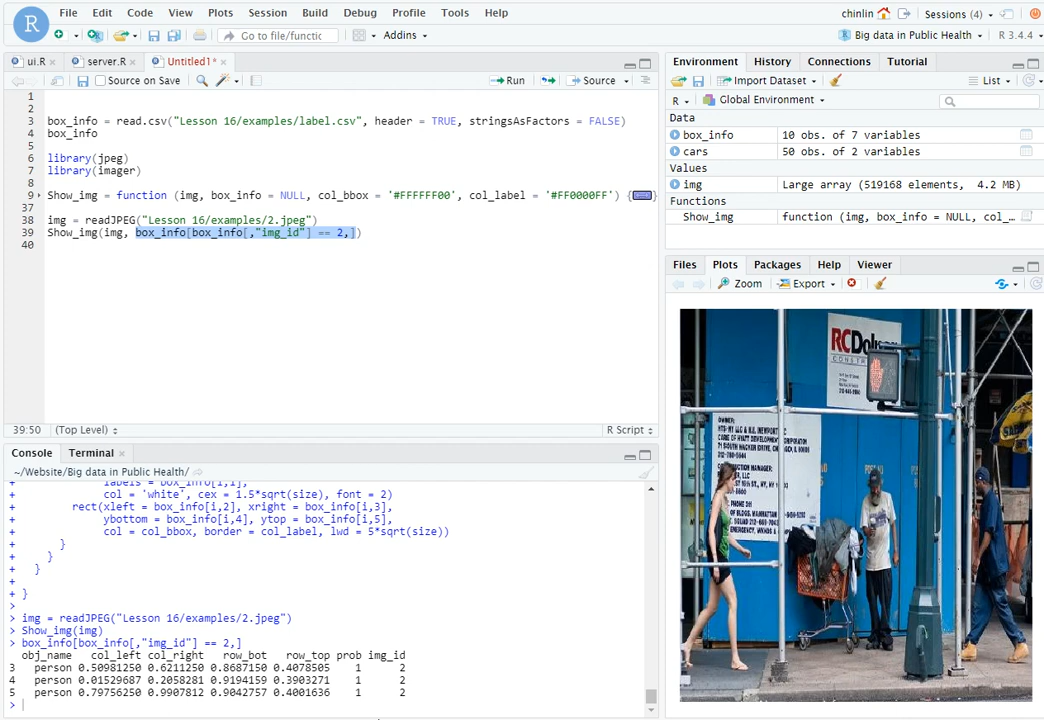 R
File Edit Code View Plots Session Build Debug Profile Tools Help
chinlin
Sessions (4)
Go to file/functic
Addins
Big data in Public Health
R 3.4.4
ui.R
server.R
Untitled1*
Source on Save
Run
Source
1
2
3 box_info = read.csv("Lesson 16/examples/label.csv", header = TRUE, stringsAsFactors = FALSE)
4 box_info
5
6 library(jpeg)
7 library(imager)
8
9 Show_img = function (img, box_info = NULL, col_bbox = '#FFFFFF00', col_label = '#FF0000FF') {
37
38 img = readJPEG("Lesson 16/examples/2.jpeg")
39 Show_img(img, box_info[box_info[,"img_id"] == 2,])
40
39:50 (Top Level)
R Script
Console Terminal
~/Website/Big data in Public Health/
+ labels = box_info[i,1],
+ col = 'white', cex = 1.5*sqrt(size), font = 2)
+ rect(xleft = box_info[i,2], xright = box_info[i,3],
+ ybottom = box_info[i,4], ytop = box_info[i,5],
+ col = col_bbox, border = col_label, lwd = 5*sqrt(size))
+ }
+ }
+ }
+
+ }
>
> img = readJPEG("Lesson 16/examples/2.jpeg")
> Show_img(img)
> box_info[box_info[,"img_id"] == 2,]
obj_name col_left col_right row_bot row_top prob img_id
3 person 0.50981250 0.6211250 0.8687150 0.4078505 1 2
4 person 0.01529687 0.2058281 0.9194159 0.3903271 1 2
5 person 0.79756250 0.9907812 0.9042757 0.4001636 1 2
>
Environment History Connections Tutorial
Import Dataset
List
R Global Environment
Data
box_info 10 obs. of 7 variables
cars 50 obs. of 2 variables
Values
img Large array (519168 elements, 4.2 MB)
Functions
Show_img function (img, box_info = NULL, col_…
Files Plots Packages Help Viewer
Zoom Export
OWNER: